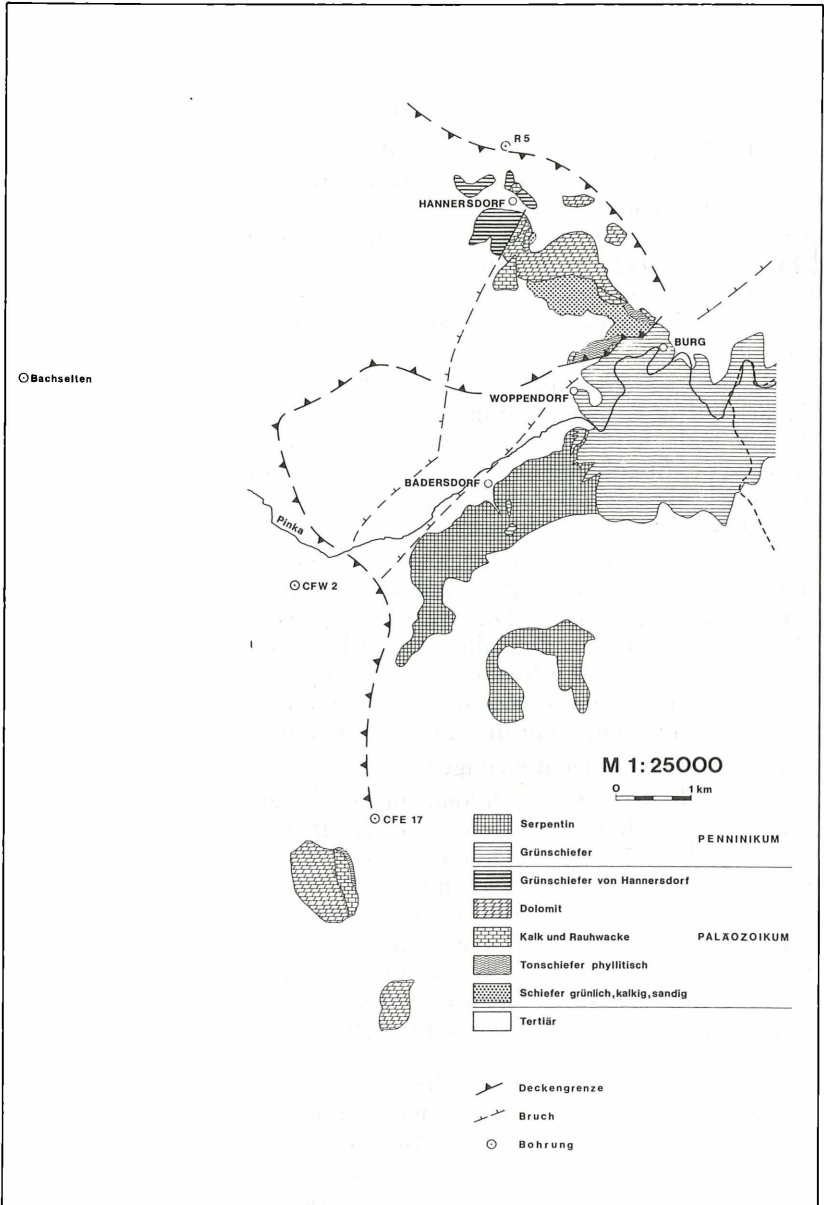 R 5
HANNERSDORF
BURG
Bachselten
WOPPENDORF
BADERSDORF
Pinka
CFW 2
M 1:25000
0 1 km
CFE 17
Serpentin
PENNINIKUM
Grünschiefer
Grünschiefer von Hannersdorf
Dolomit
Kalk und Rauhwacke PALÄOZOIKUM
Tonschiefer phyllitisch
Schiefer grünlich,kalkig,sandig
Tertiär
Deckengrenze
Bruch
Bohrung